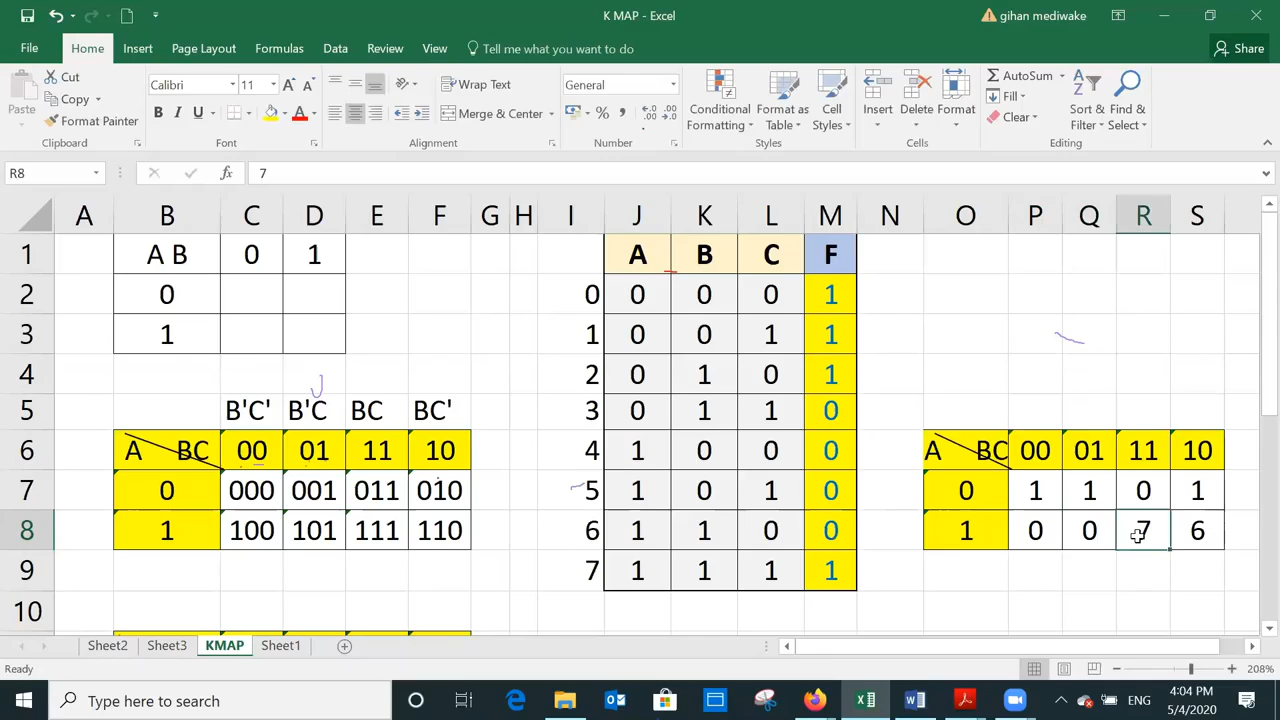 K MAP - Excel
gihan mediwake
File Home Insert Page Layout Formulas Data Review View Tell me what you want to do Share
Paste Cut Copy Format Painter Clipboard
Calibri 11 A A B I U A Font
Wrap Text Merge & Center Alignment
General % , .0 .00 .00 .0 Number
Conditional Formatting Format as Table Cell Styles Styles
Insert Delete Format Cells
AutoSum Fill Clear Sort & Filter Find & Select Editing
R8 fx 7
A B C D E F G H I J K L M N O P Q R S
1 A B 0 1 A B C F
2 0 0 0 0 0 1
3 1 1 0 0 1 1
4 2 0 1 0 1
5 B'C' B'C BC BC' 3 0 1 1 0
6 A BC 00 01 11 10 4 1 0 0 0 A BC 00 01 11 10
7 0 000 001 011 010 5 1 0 1 0 0 1 1 0 1
8 1 100 101 111 110 6 1 1 0 0 1 0 0 7 6
9 7 1 1 1 1
10
Sheet2 Sheet3 KMAP Sheet1
Ready 208%
Type here to search ENG 4:04 PM
5/4/2020